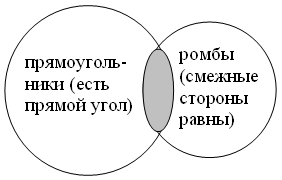 прямоуголь-
ники (есть
прямой угол)
ромбы
(смежные
стороны
равны)